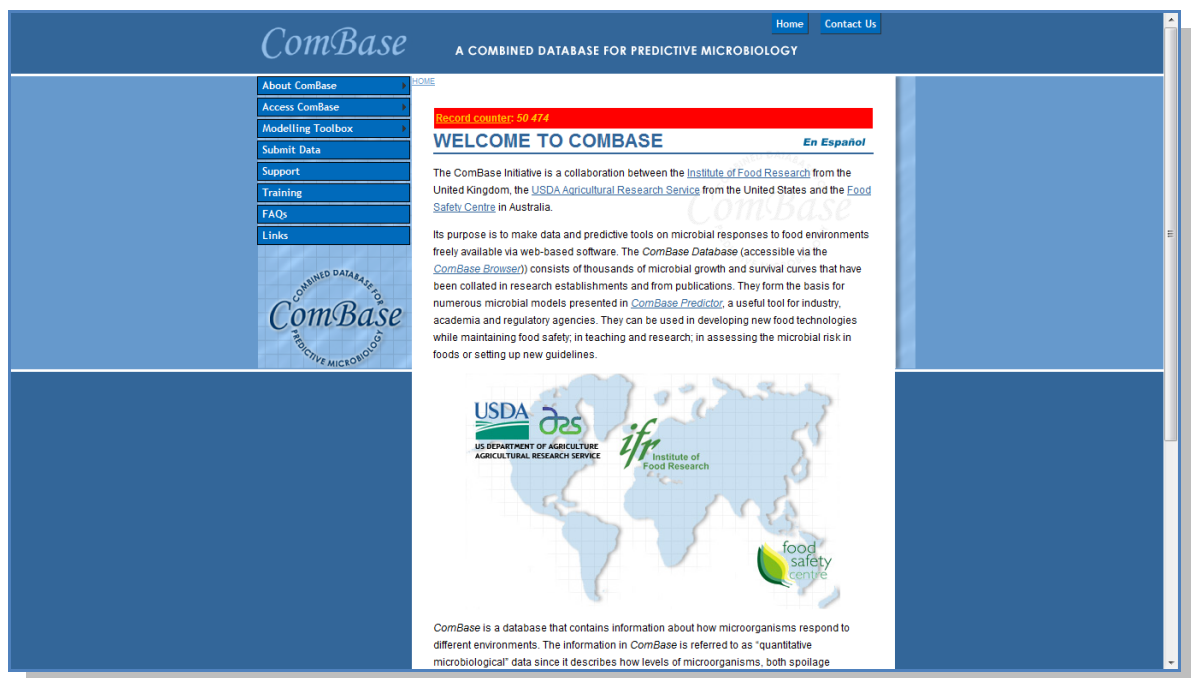 Home Contact Us
ComBase
A COMBINED DATABASE FOR PREDICTIVE MICROBIOLOGY
About ComBase
Access ComBase
Modelling Toolbox
Submit Data
Support
Training
FAQs
Links
COMBINED DATABASE FOR
ComBase
PREDICTIVE MICROBIOLOGY
HOME
Record counter: 50 474
WELCOME TO COMBASE
En Español
The ComBase Initiative is a collaboration between the Institute of Food Research from the
United Kingdom, the USDA Agricultural Research Service from the United States and the Food
Safety Centre in Australia.
ComBase
Its purpose is to make data and predictive tools on microbial responses to food environments
freely available via web-based software. The ComBase Database (accessible via the
ComBase Browser)) consists of thousands of microbial growth and survival curves that have
been collated in research establishments and from publications. They form the basis for
numerous microbial models presented in ComBase Predictor, a useful tool for industry,
academia and regulatory agencies. They can be used in developing new food technologies
while maintaining food safety; in teaching and research; in assessing the microbial risk in
foods or setting up new guidelines.
USDA ars
US DEPARTMENT OF AGRICULTURE
AGRICULTURAL RESEARCH SERVICE
ifr
Institute of
Food Research
food
safety
centre
ComBase is a database that contains information about how microorganisms respond to
different environments. The information in ComBase is referred to as “quantitative
microbiological” data since it describes how levels of microorganisms, both spoilage